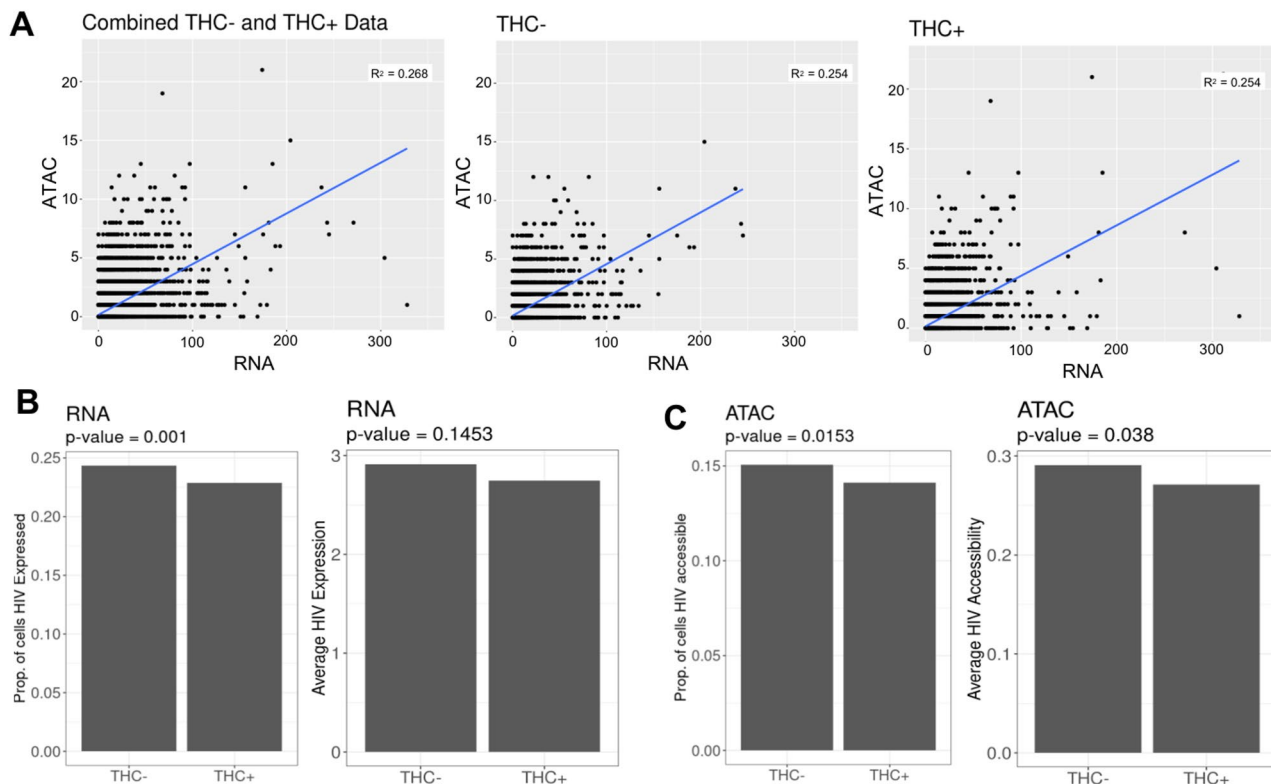 A
Combined THC- and THC+ Data
R² = 0.268
ATAC
20
15
10
5
0
0 100 200 300
RNA
THC-
R² = 0.254
ATAC
20
15
10
5
0
0 100 200 300
RNA
THC+
R² = 0.254
ATAC
20
15
10
5
0
0 100 200 300
RNA
B
RNA
p-value = 0.001
Prop. of cells HIV Expressed
0.25
0.20
0.15
0.10
0.05
0.00
THC- THC+
RNA
p-value = 0.1453
Average HIV Expression
3
2
1
0
THC- THC+
C
ATAC
p-value = 0.0153
Prop. of cells HIV accessible
0.15
0.10
0.05
0.00
THC- THC+
ATAC
p-value = 0.038
Average HIV Accessibility
0.3
0.2
0.1
0.0
THC- THC+